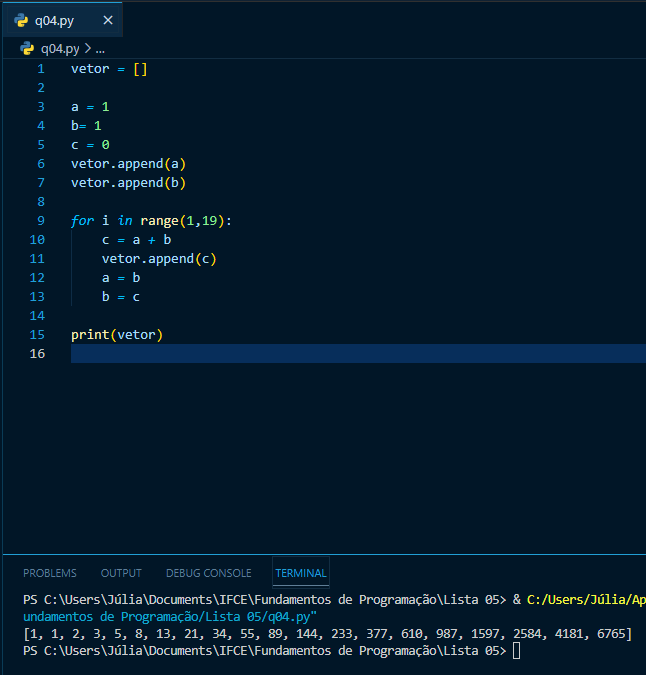 q04.py ×
q04.py > ...
1 vetor = []
2
3 a = 1
4 b= 1
5 c = 0
6 vetor.append(a)
7 vetor.append(b)
8
9 for i in range(1,19):
10     c = a + b
11     vetor.append(c)
12     a = b
13     b = c
14
15 print(vetor)
16
PROBLEMS OUTPUT DEBUG CONSOLE TERMINAL
PS C:\Users\Júlia\Documents\IFCE\Fundamentos de Programação\Lista 05> & C:/Users/Júlia/Ap
undamentos de Programação/Lista 05/q04.py"
[1, 1, 2, 3, 5, 8, 13, 21, 34, 55, 89, 144, 233, 377, 610, 987, 1597, 2584, 4181, 6765]
PS C:\Users\Júlia\Documents\IFCE\Fundamentos de Programação\Lista 05>